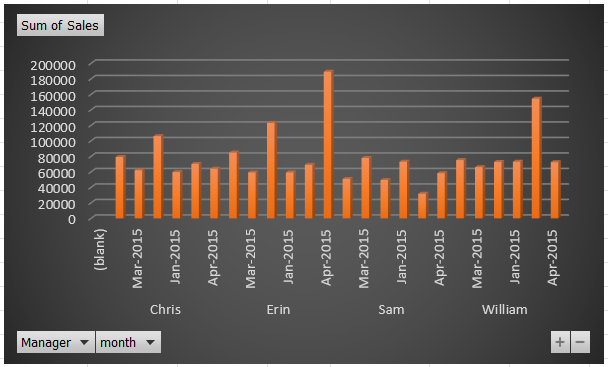 Sum of Sales
200000
180000
160000
140000
120000
100000
80000
60000
40000
20000
0
(blank)
Mar-2015
Jan-2015
Apr-2015
Mar-2015
Jan-2015
Apr-2015
Mar-2015
Jan-2015
Apr-2015
Mar-2015
Jan-2015
Apr-2015
Chris
Erin
Sam
William
Manager
month
+
−